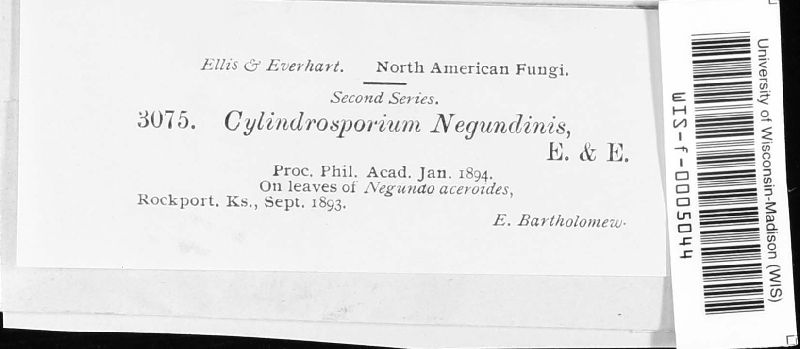 Ellis & Everhart. North American Fungi.
Second Series.
3075. Cylindrosporium Negundinis,
E. & E.
Proc. Phil. Acad. Jan. 1894.
On leaves of Negundo aceroides,
Rockport, Ks., Sept. 1893.
E. Bartholomew.
University of Wisconsin-Madison (WIS)
WIS-f-0005044